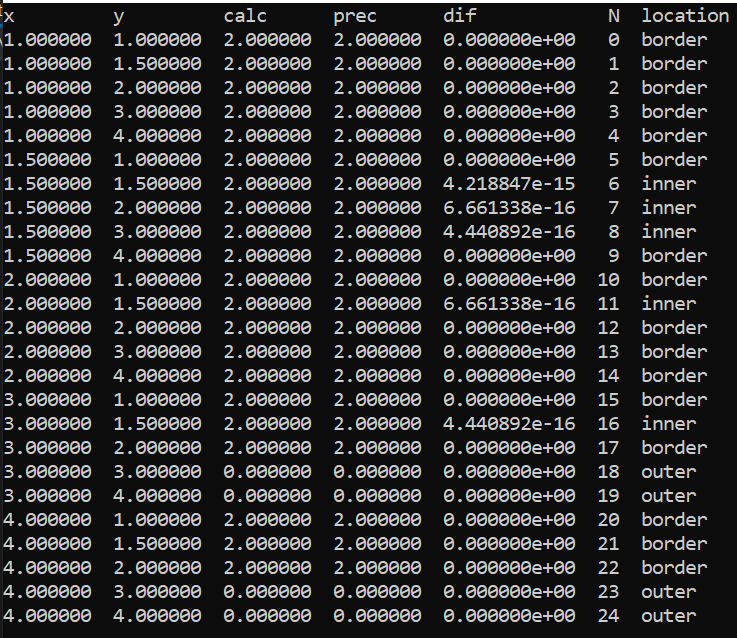 x y calc prec dif N location
1.000000 1.000000 2.000000 2.000000 0.000000e+00 0 border
1.000000 1.500000 2.000000 2.000000 0.000000e+00 1 border
1.000000 2.000000 2.000000 2.000000 0.000000e+00 2 border
1.000000 3.000000 2.000000 2.000000 0.000000e+00 3 border
1.000000 4.000000 2.000000 2.000000 0.000000e+00 4 border
1.500000 1.000000 2.000000 2.000000 0.000000e+00 5 border
1.500000 1.500000 2.000000 2.000000 4.218847e-15 6 inner
1.500000 2.000000 2.000000 2.000000 6.661338e-16 7 inner
1.500000 3.000000 2.000000 2.000000 4.440892e-16 8 inner
1.500000 4.000000 2.000000 2.000000 0.000000e+00 9 border
2.000000 1.000000 2.000000 2.000000 0.000000e+00 10 border
2.000000 1.500000 2.000000 2.000000 6.661338e-16 11 inner
2.000000 2.000000 2.000000 2.000000 0.000000e+00 12 border
2.000000 3.000000 2.000000 2.000000 0.000000e+00 13 border
2.000000 4.000000 2.000000 2.000000 0.000000e+00 14 border
3.000000 1.000000 2.000000 2.000000 0.000000e+00 15 border
3.000000 1.500000 2.000000 2.000000 4.440892e-16 16 inner
3.000000 2.000000 2.000000 2.000000 0.000000e+00 17 border
3.000000 3.000000 0.000000 0.000000 0.000000e+00 18 outer
3.000000 4.000000 0.000000 0.000000 0.000000e+00 19 outer
4.000000 1.000000 2.000000 2.000000 0.000000e+00 20 border
4.000000 1.500000 2.000000 2.000000 0.000000e+00 21 border
4.000000 2.000000 2.000000 2.000000 0.000000e+00 22 border
4.000000 3.000000 0.000000 0.000000 0.000000e+00 23 outer
4.000000 4.000000 0.000000 0.000000 0.000000e+00 24 outer